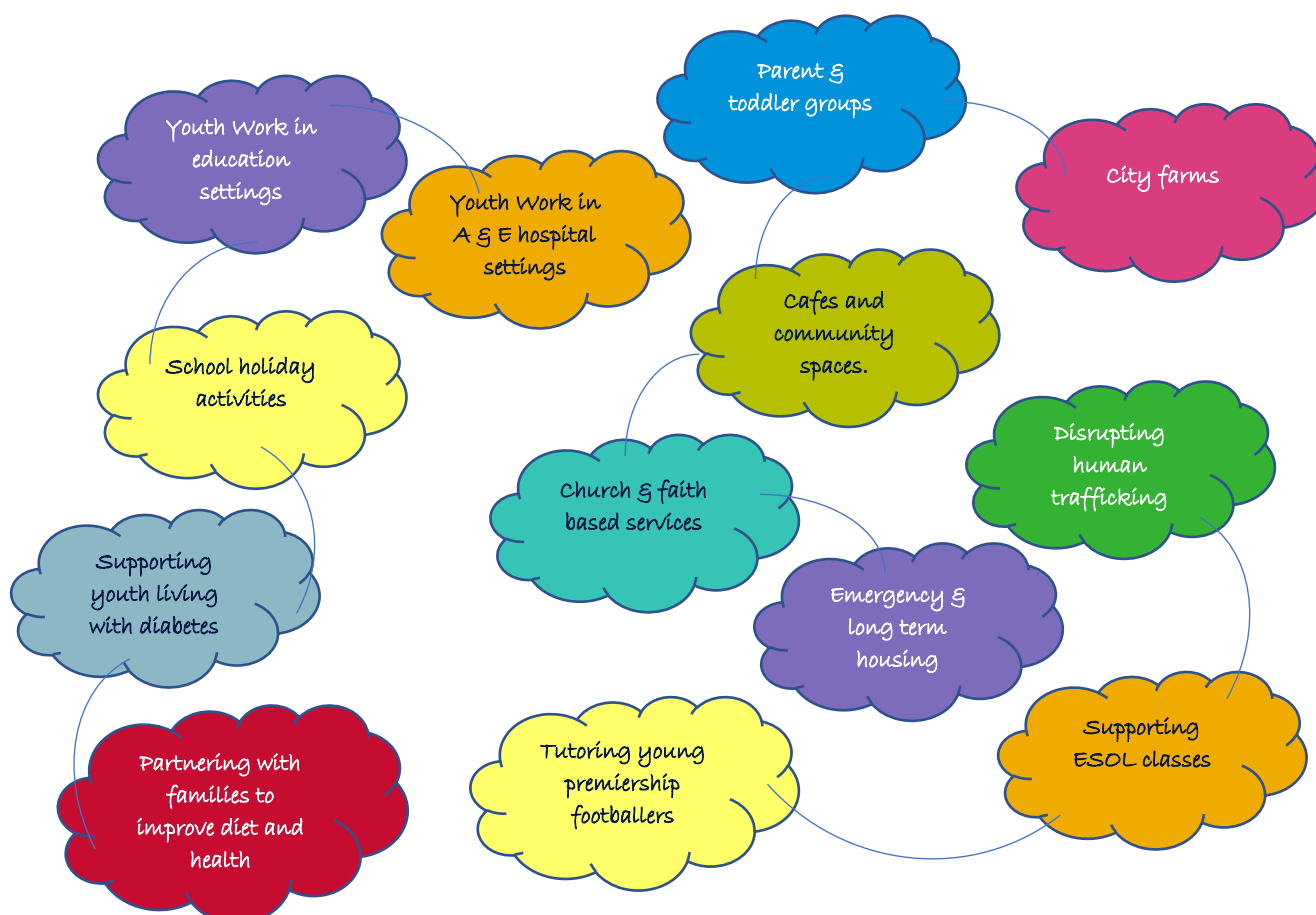 Parent &
toddler groups
Youth Work in
education
settings
City farms
Youth Work in
A & E hospital
settings
Cafes and
community
spaces.
School holiday
activities
Disrupting
human
trafficking
Church & faith
based services
Supporting
youth living
with diabetes
Emergency &
long term
housing
Supporting
ESOL classes
Tutoring young
premiership
footballers
Partnering with
families to
improve diet and
health